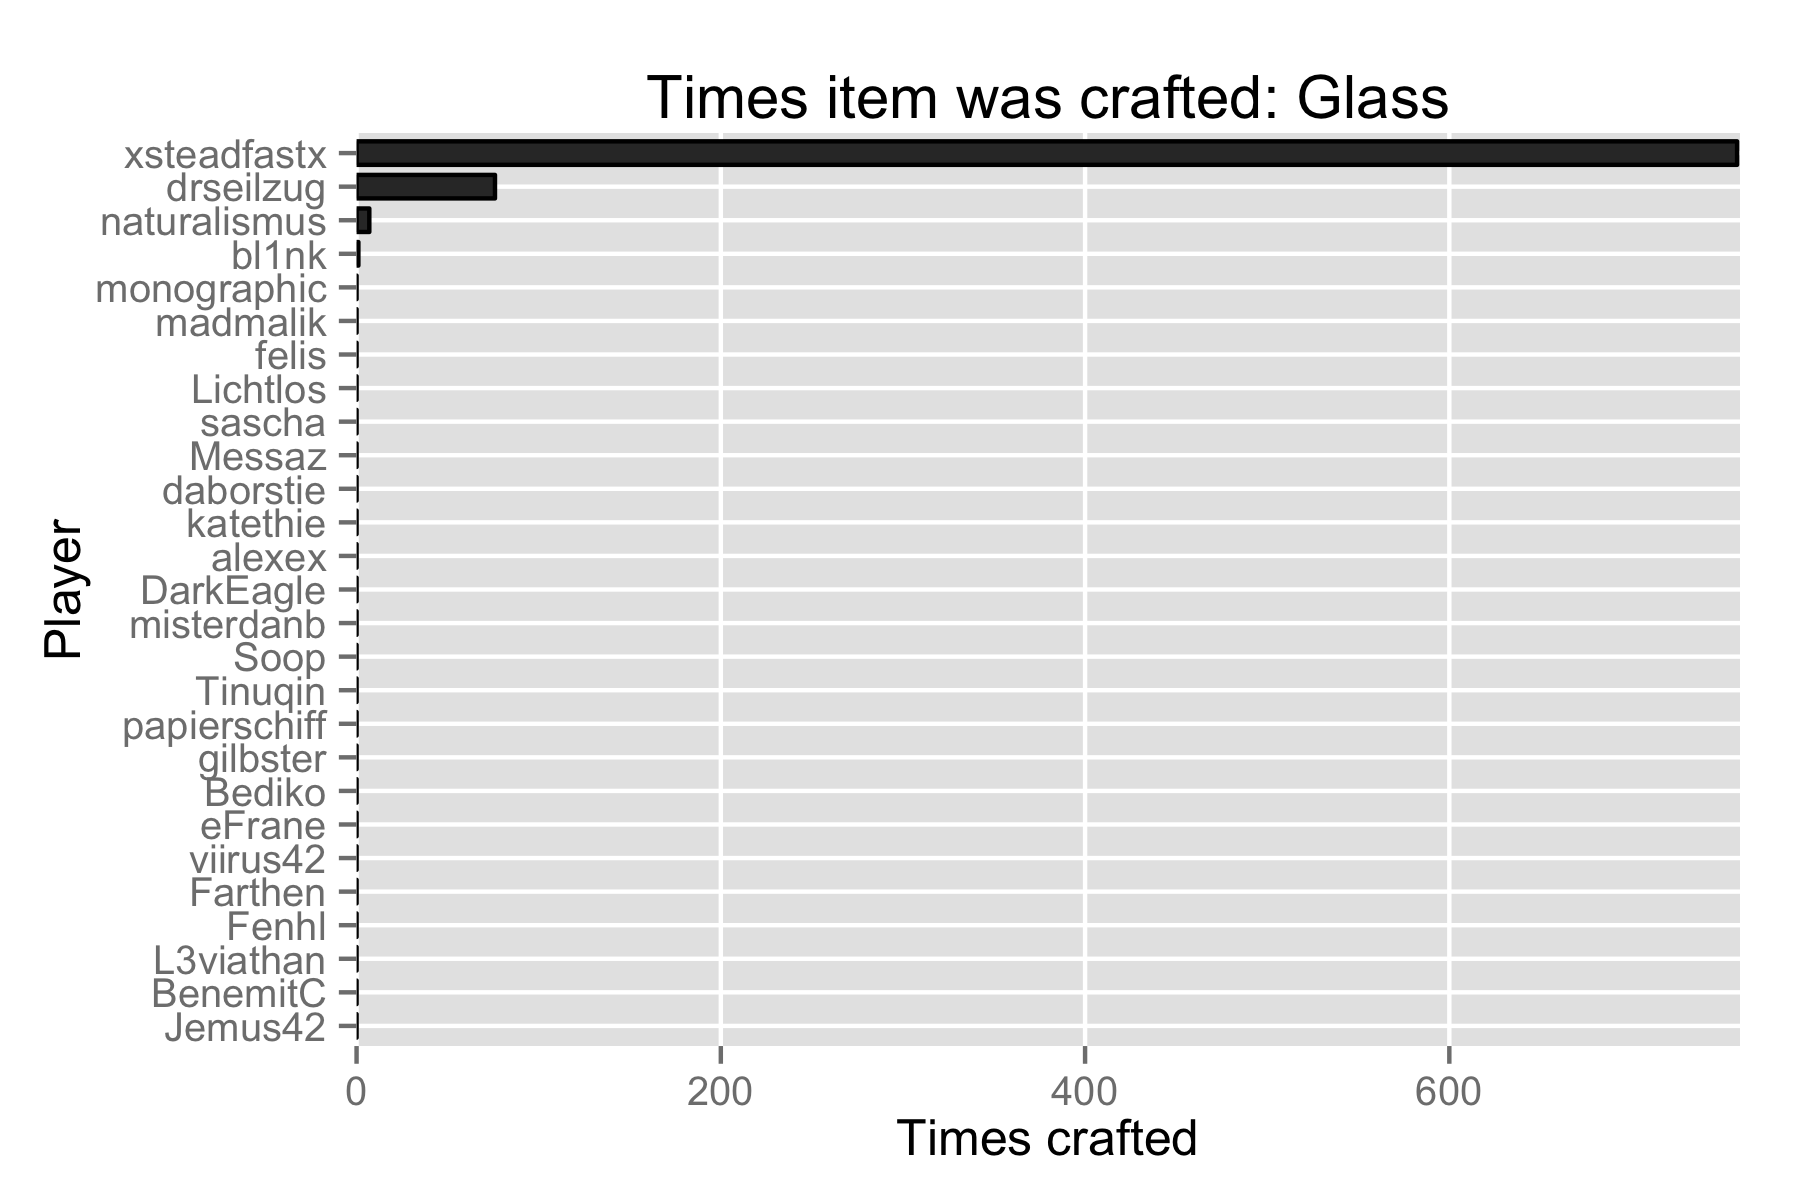 Times item was crafted: Glass
xsteadfastx
drseilzug
naturalismus
bl1nk
monographic
madmalik
felis
Lichtlos
sascha
Messaz
daborstie
katethie
alexex
DarkEagle
misterdanb
Soop
Tinuqin
papierschiff
gilbster
Bediko
eFrane
viirus42
Farthen
Fenhl
L3viathan
BenemitC
Jemus42
Player
0 200 400 600
Times crafted